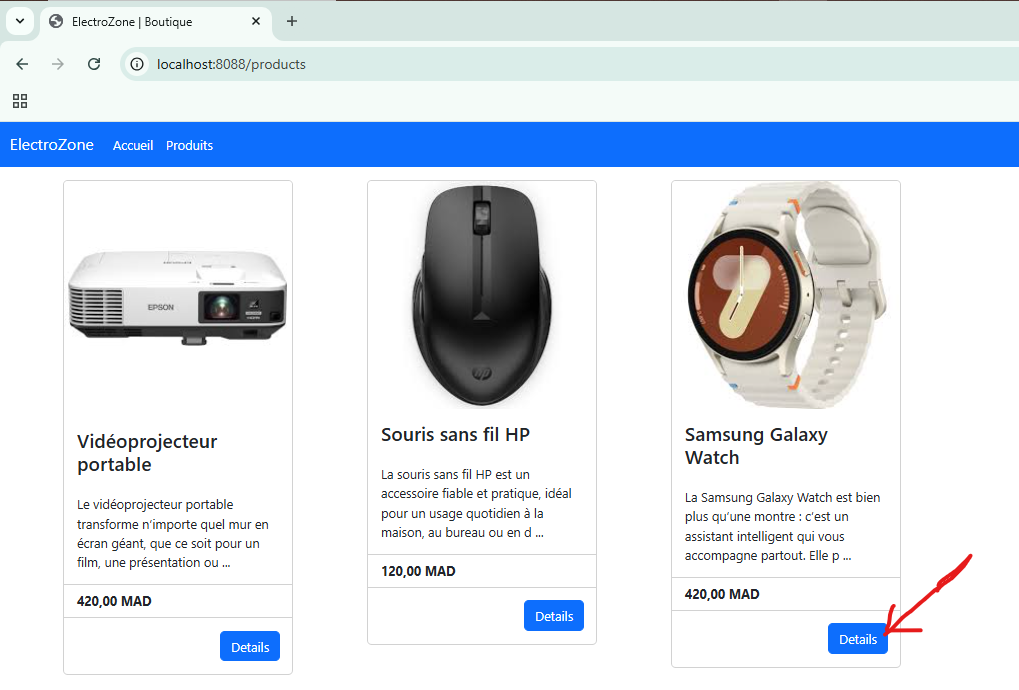 ElectroZone | Boutique
localhost:8088/products
ElectroZone Accueil Produits
EPSON
Vidéoprojecteur
portable
Le vidéoprojecteur portable
transforme n’importe quel mur en
écran géant, que ce soit pour un
film, une présentation ou ...
420,00 MAD
Details
hp
Souris sans fil HP
La souris sans fil HP est un
accessoire fiable et pratique, idéal
pour un usage quotidien à la
maison, au bureau ou en d ...
120,00 MAD
Details
Samsung Galaxy
Watch
La Samsung Galaxy Watch est bien
plus qu’une montre : c’est un
assistant intelligent qui vous
accompagne partout. Elle p ...
420,00 MAD
Details